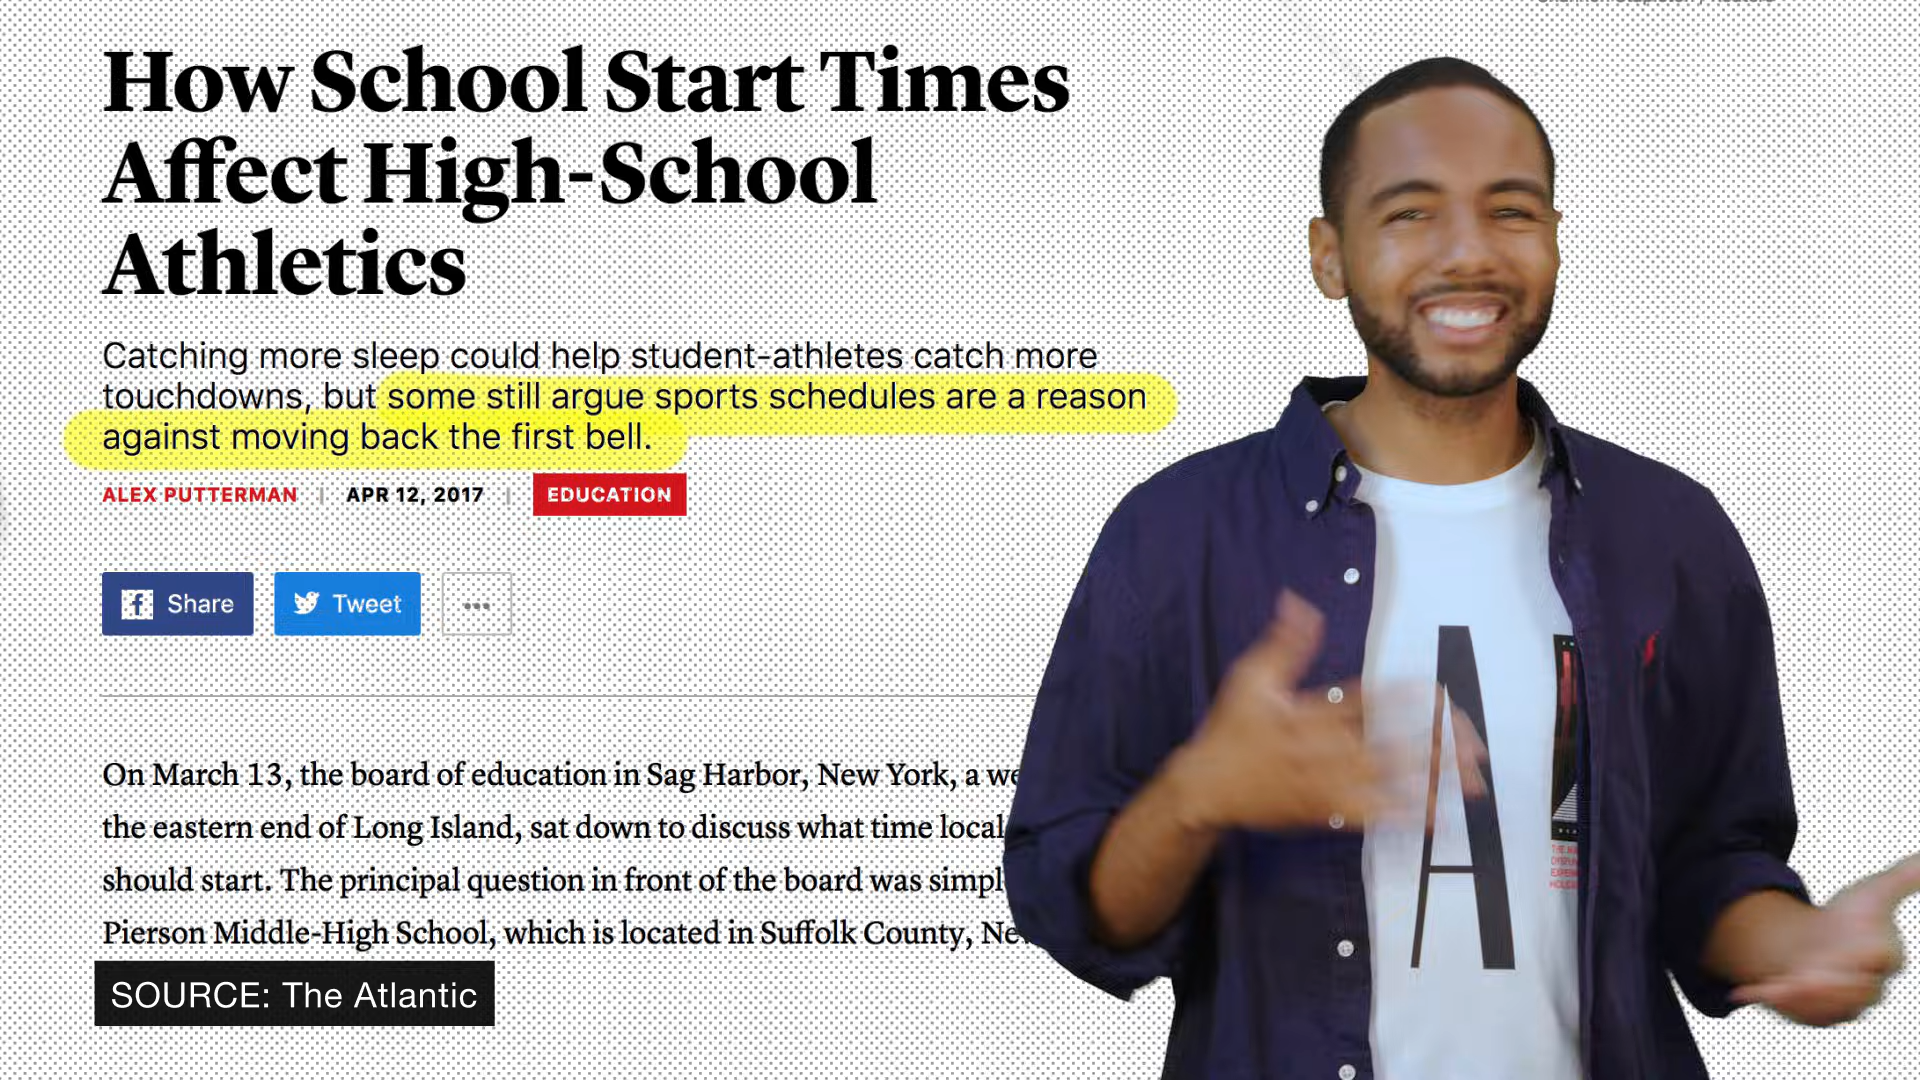 How School Start Times
Affect High-School
Athletics
Catching more sleep could help student-athletes catch more
touchdowns, but some still argue sports schedules are a reason
against moving back the first bell.
ALEX PUTTERMAN | APR 12, 2017 | EDUCATION
Share Tweet ...
On March 13, the board of education in Sag Harbor, New York, a
the eastern end of Long Island, sat down to discuss what time local
should start. The principal question in front of the board was
Pierson Middle-High School, which is located in Suffolk County,
SOURCE: The Atlantic
A